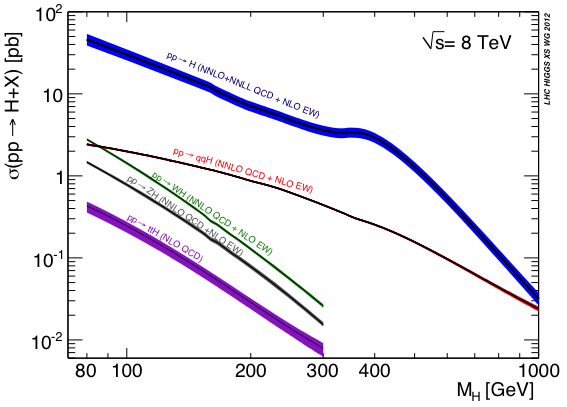 10²
10
1
10⁻¹
10⁻²
σ(pp → H+X) [pb]
√s= 8 TeV
LHC HIGGS XS WG 2012
pp → H (NNLO+NNLL QCD + NLO EW)
pp → qqH (NNLO QCD + NLO EW)
pp → WH (NNLO QCD + NLO EW)
pp → ZH (NNLO QCD +NLO EW)
pp → ttH (NLO QCD)
80 100 200 300 400 1000
M_H [GeV]